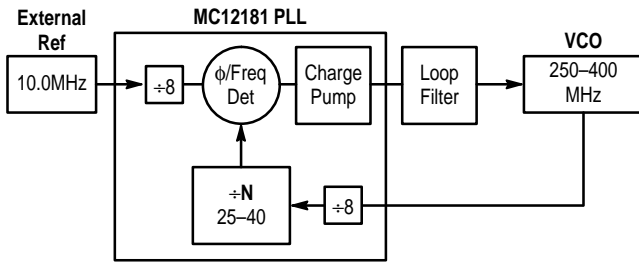 External
Ref
MC12181 PLL
VCO
10.0MHz
÷8
ϕ/Freq
Det
Charge
Pump
Loop
Filter
250–400
MHz
÷N
25–40
÷8